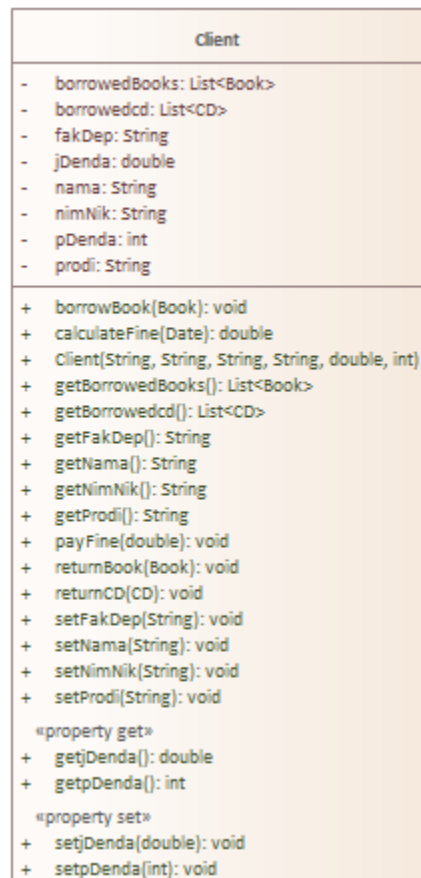 Client
- borrowedBooks: List<Book>
- borrowedcd: List<CD>
- fakDep: String
- jDenda: double
- nama: String
- nimNik: String
- pDenda: int
- prodi: String
+ borrowBook(Book): void
+ calculateFine(Date): double
+ Client(String, String, String, String, double, int)
+ getBorrowedBooks(): List<Book>
+ getBorrowedcd(): List<CD>
+ getFakDep(): String
+ getNama(): String
+ getNimNik(): String
+ getProdi(): String
+ payFine(double): void
+ returnBook(Book): void
+ returnCD(CD): void
+ setFakDep(String): void
+ setNama(String): void
+ setNimNik(String): void
+ setProdi(String): void
«property get»
+ getjDenda(): double
+ getpDenda(): int
«property set»
+ setjDenda(double): void
+ setpDenda(int): void